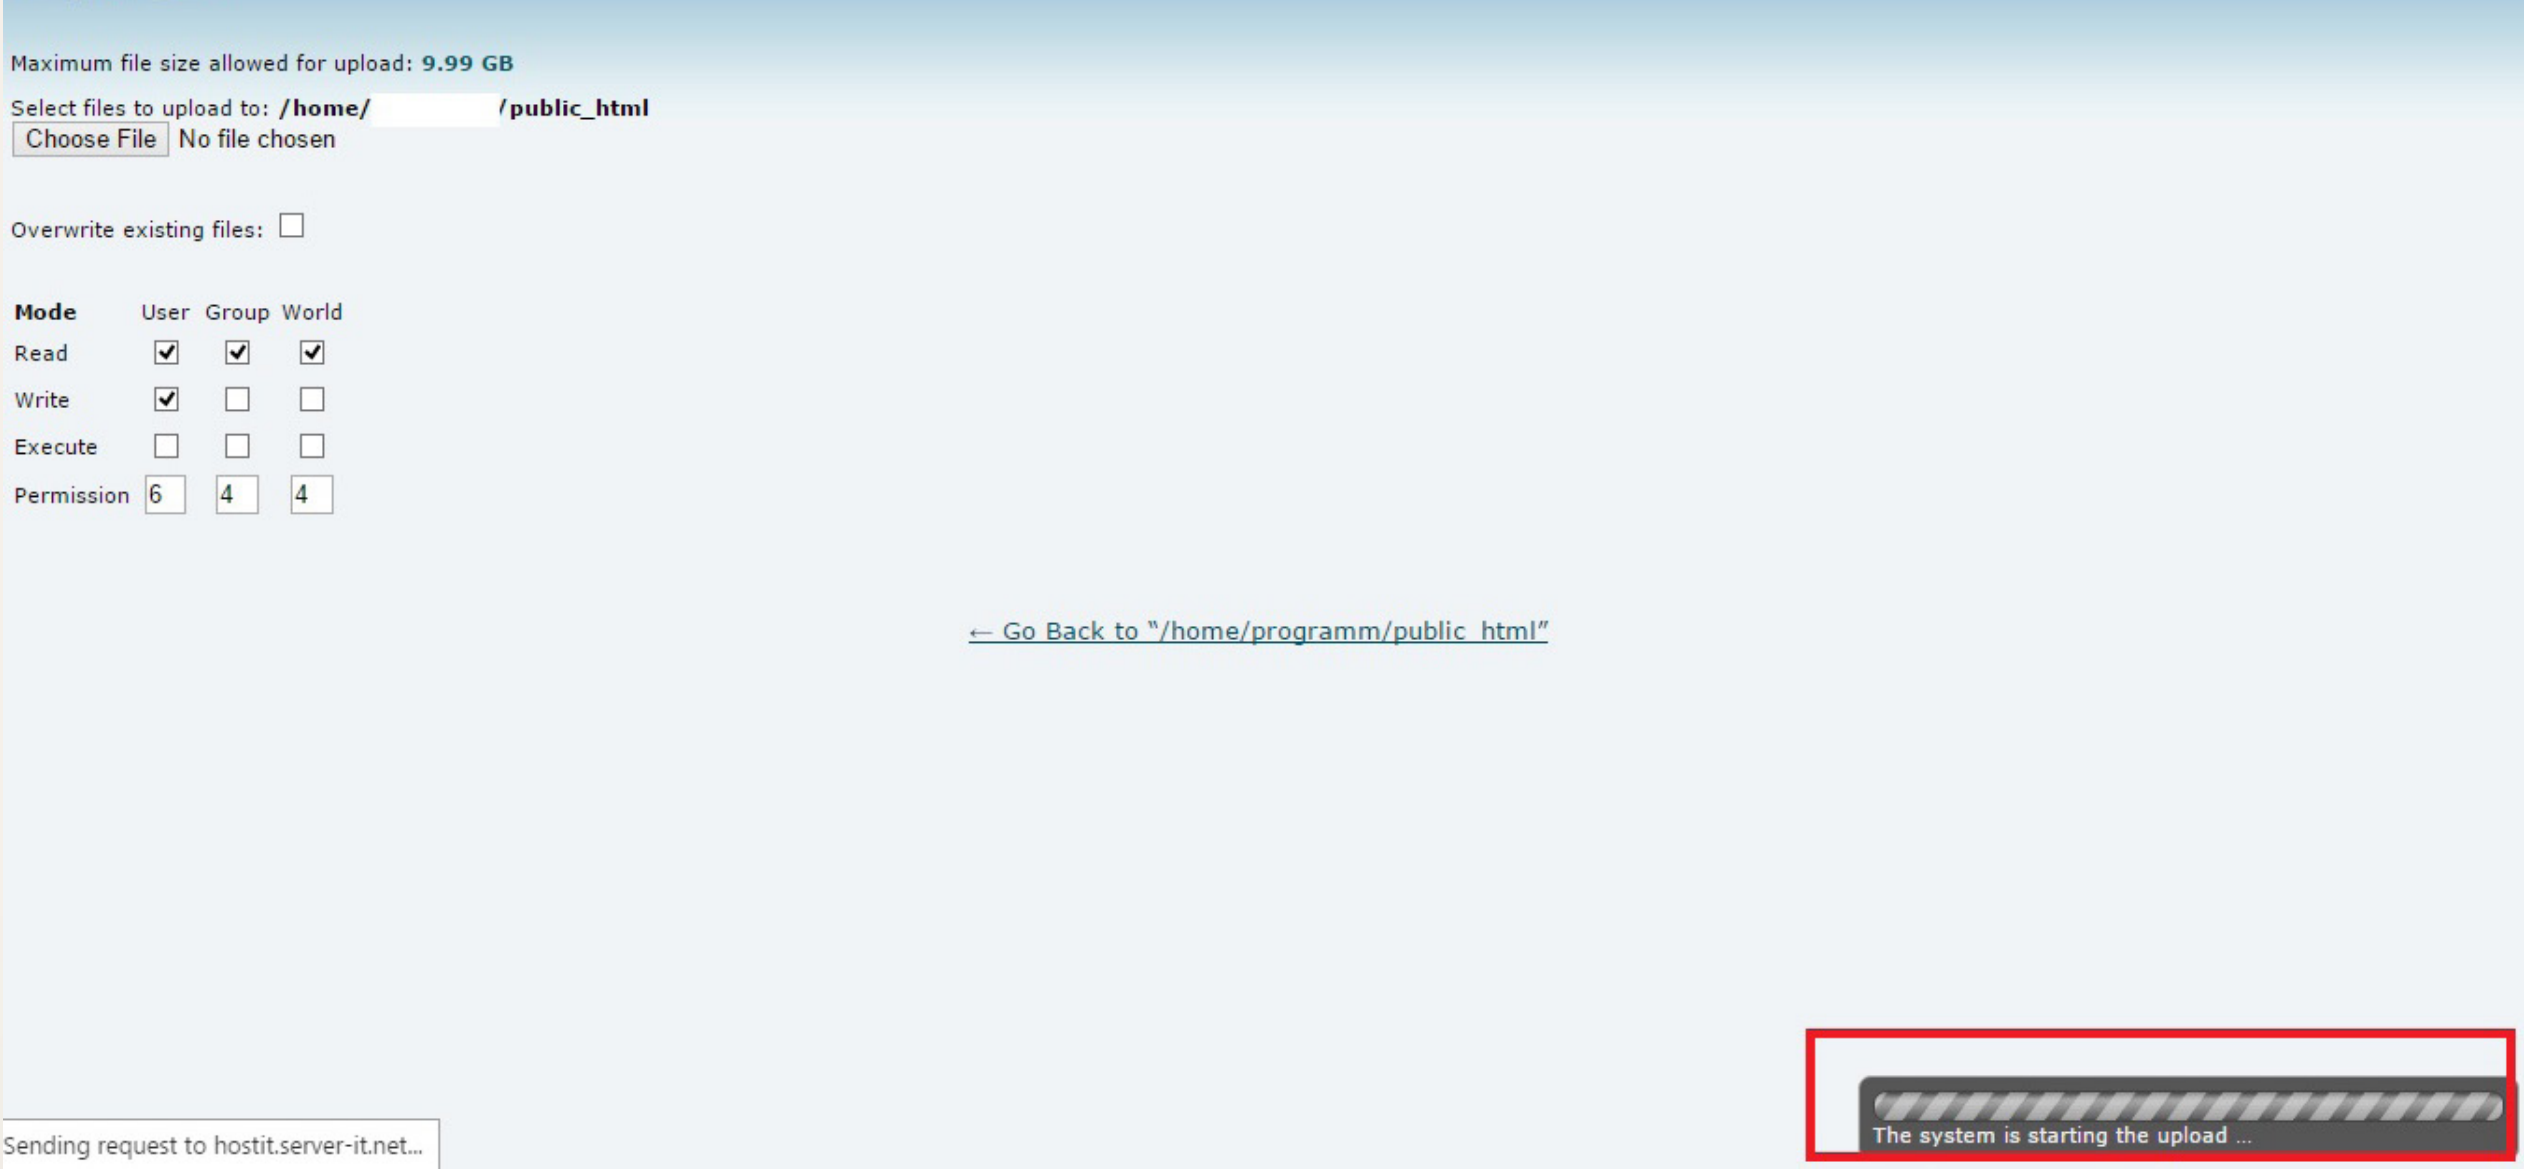 Maximum file size allowed for upload: 9.99 GB
Select files to upload to: /home/ /public_html
Choose File No file chosen
Overwrite existing files:
Mode User Group World
Read
Write
Execute
Permission 6 4 4
← Go Back to “/home/programm/public_html”
The system is starting the upload ...
Sending request to hostit.server-it.net...